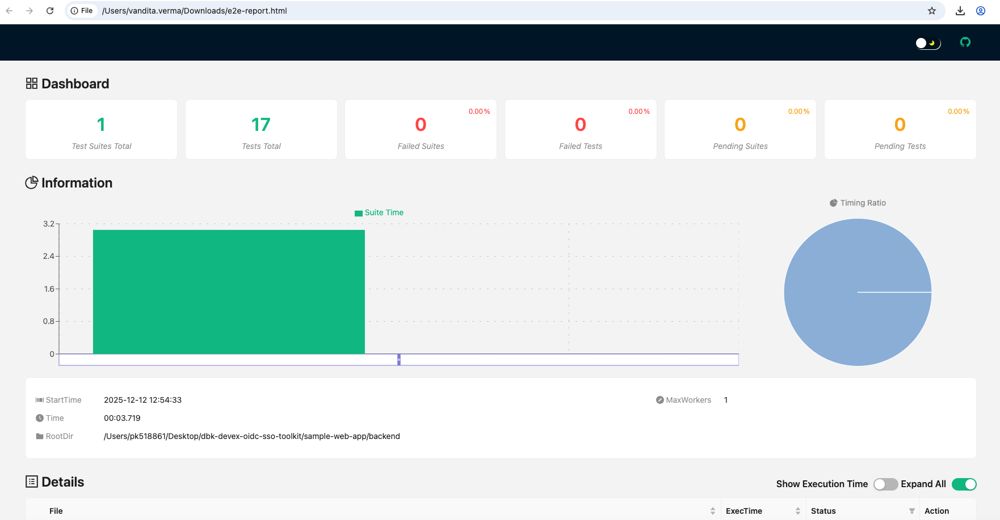 File /Users/vandita.verma/Downloads/e2e-report.html
Dashboard
1
Test Suites Total
17
Tests Total
0.00%
0
Failed Suites
0.00%
0
Failed Tests
0.00%
0
Pending Suites
0.00%
0
Pending Tests
Information
Suite Time
3.2
2.4
1.6
0.8
0
Timing Ratio
StartTime 2025-12-12 12:54:33
MaxWorkers 1
Time 00:03.719
RootDir /Users/pk518861/Desktop/dbk-devex-oidc-sso-toolkit/sample-web-app/backend
Details
Show Execution Time Expand All
File ExecTime Status Action